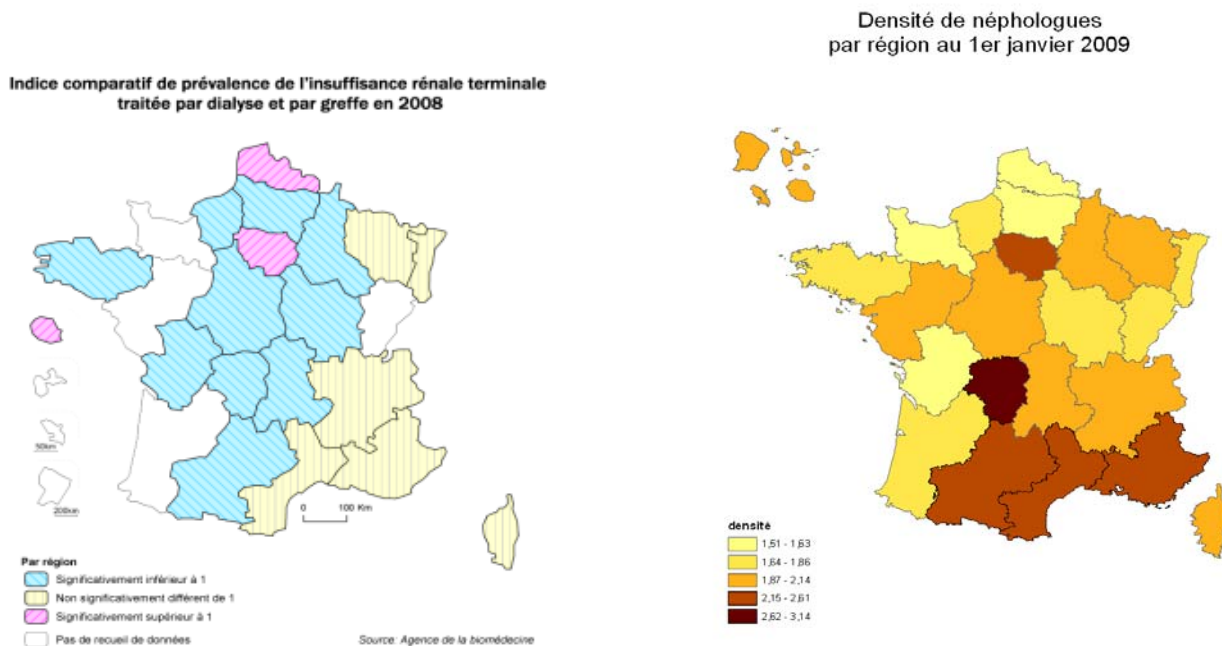 Densité de néphologues
par région au 1er janvier 2009
Indice comparatif de prévalence de l'insuffisance rénale terminale
traitée par dialyse et par greffe en 2008
50km
200km
0 100 Km
Par région
Significativement inférieur à 1
Non significativement différent de 1
Significativement supérieur à 1
Pas de recueil de données
Source: Agence de la biomédecine
densité
1,51 - 1,63
1,64 - 1,86
1,87 - 2,14
2,15 - 2,61
2,62 - 3,14